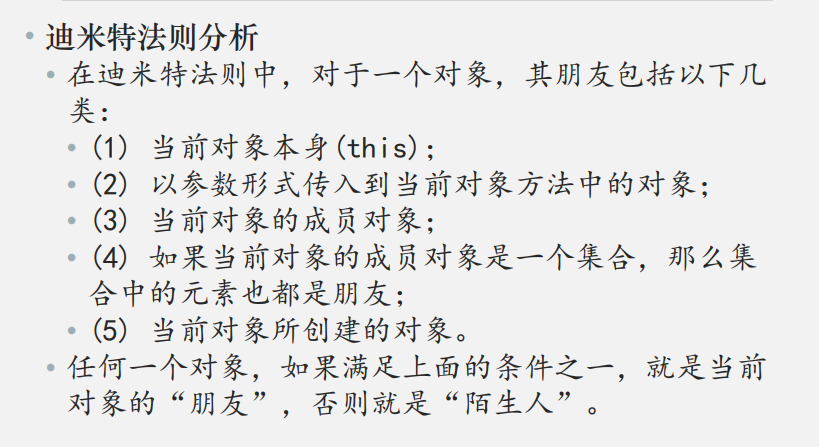 • 迪米特法则分析
• 在迪米特法则中，对于一个对象，其朋友包括以下几
类：
• (1) 当前对象本身(this)；
• (2) 以参数形式传入到当前对象方法中的对象；
• (3) 当前对象的成员对象；
• (4) 如果当前对象的成员对象是一个集合，那么集
合中的元素也都是朋友；
• (5) 当前对象所创建的对象。
• 任何一个对象，如果满足上面的条件之一，就是当前
对象的“朋友”，否则就是“陌生人”。